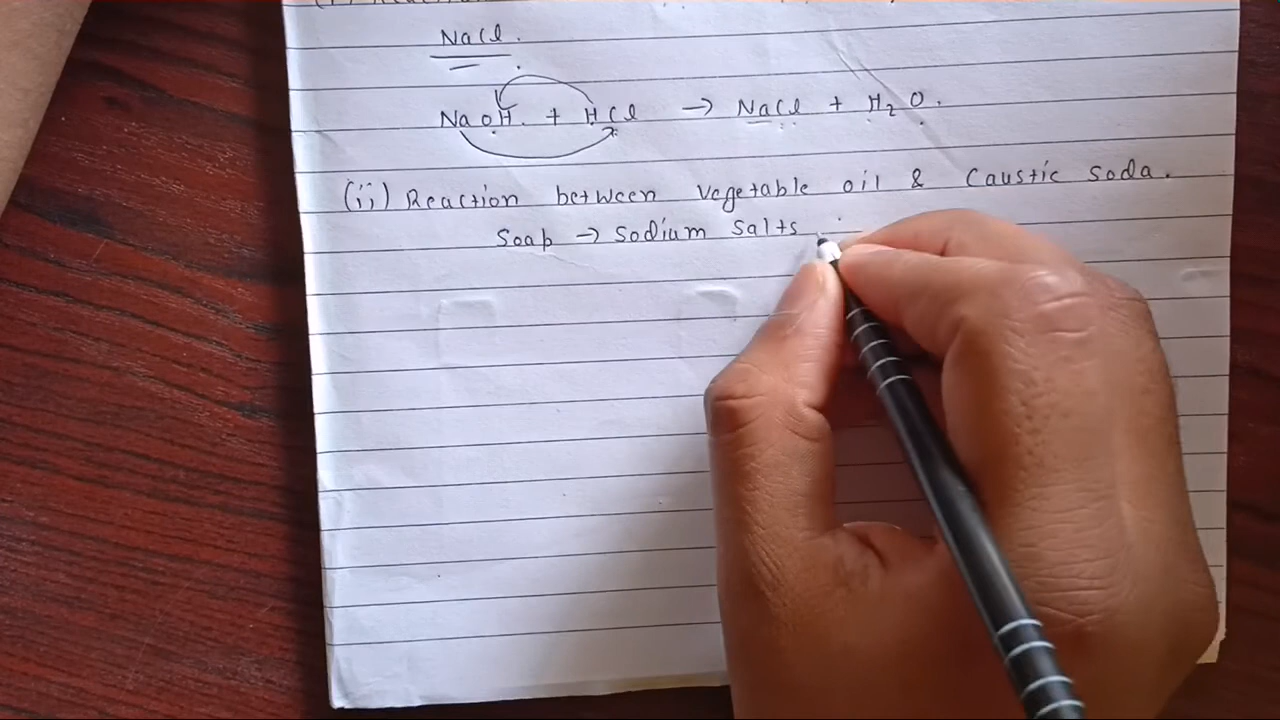 NaCl.
NaOH. + HCl → NaCl + H2O.
(ii) Reaction between vegetable oil & Caustic Soda.
Soap → Sodium Salts